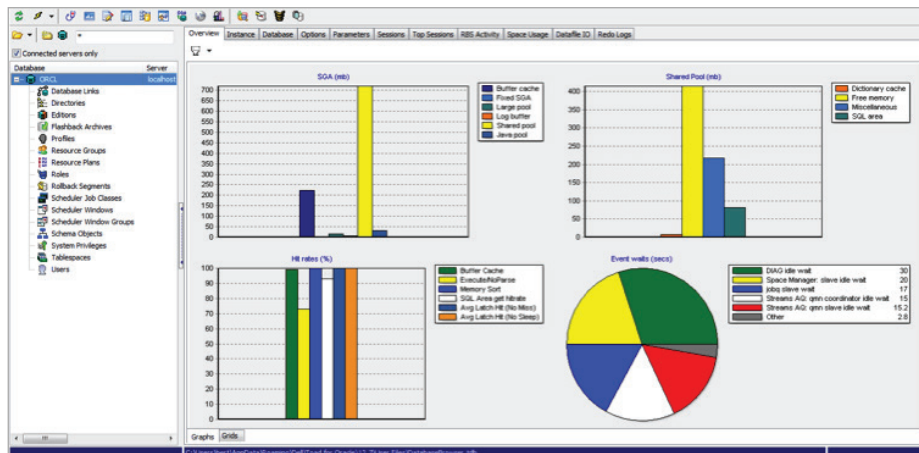 Overview Instance Database Options Parameters Sessions Top Sessions RBS Activity Space Usage Datafile IO Redo Logs
Connected servers only
Database Server
ORCL localhost
Database Links
Directories
Editions
Flashback Archives
Profiles
Resource Groups
Resource Plans
Roles
Rollback Segments
Scheduler Job Classes
Scheduler Windows
Scheduler Window Groups
Schema Objects
System Privileges
Tablespaces
Users
SGA (mb)
700
650
600
550
500
450
400
350
300
250
200
150
100
50
0
Buffer cache
Fixed SGA
Large pool
Log buffer
Shared pool
Java pool
Shared Pool (mb)
400
350
300
250
200
150
100
50
0
Dictionary cache
Free memory
Miscellaneous
SQL area
Hit rates (%)
100
90
80
70
60
50
40
30
20
10
0
Buffer Cache
Execute/NoParse
Memory Sort
SQL Area get hitrate
Avg Latch Hit (No Miss)
Avg Latch Hit (No Sleep)
Event waits (secs)
DIAG idle wait 30
Space Manager: slave idle wait 20
jobq slave wait 17
Streams AQ: qmn coordinator idle wait 15
Streams AQ: qmn slave idle wait 15.2
Other 2.8
Graphs Grids